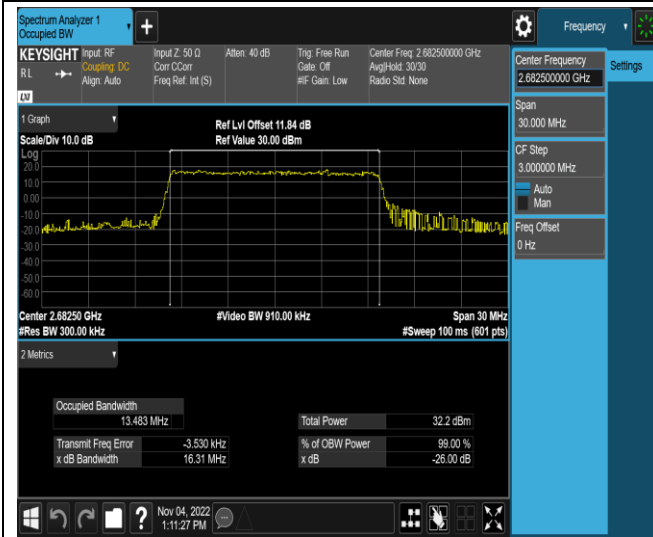 Spectrum Analyzer 1
Occupied BW
Frequency
KEYSIGHT
RL
LXI
Input: RF
Coupling: DC
Align: Auto
Input Z: 50 Ω
Corr CCorr
Freq Ref: Int (S)
Atten: 40 dB
Trig: Free Run
Gate: Off
#IF Gain: Low
Center Freq: 2.682500000 GHz
Avg|Hold: 30/30
Radio Std: None
Center Frequency
2.682500000 GHz
Settings
Span
30.000 MHz
CF Step
3.000000 MHz
Auto
Man
Freq Offset
0 Hz
1 Graph
Scale/Div 10.0 dB
Ref Lvl Offset 11.84 dB
Ref Value 30.00 dBm
Log
20.0
10.0
0.00
-10.0
-20.0
-30.0
-40.0
-50.0
-60.0
Center 2.68250 GHz
#Res BW 300.00 kHz
#Video BW 910.00 kHz
Span 30 MHz
#Sweep 100 ms (601 pts)
2 Metrics
Occupied Bandwidth
13.483 MHz
Total Power 32.2 dBm
Transmit Freq Error -3.530 kHz
% of OBW Power 99.00 %
x dB Bandwidth 16.31 MHz
x dB -26.00 dB
?
Nov 04, 2022
1:11:27 PM